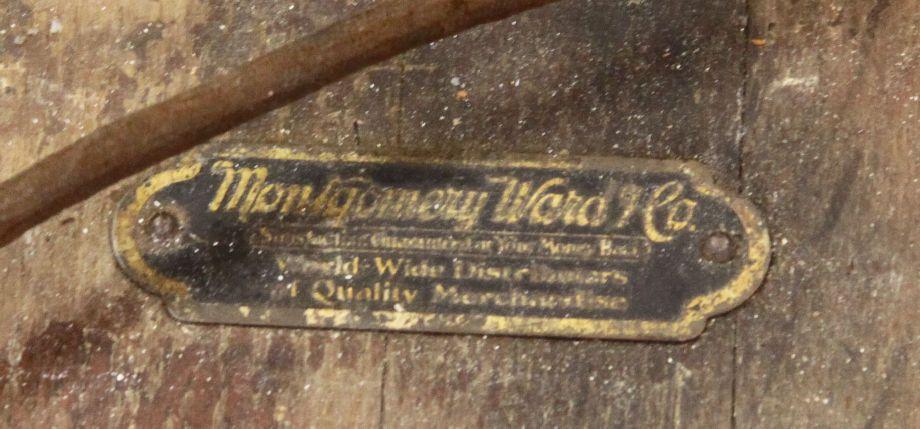 Montgomery Ward & Co.
Satisfaction Guaranteed or Your Money Back
World-Wide Distributors
of Quality Merchandise